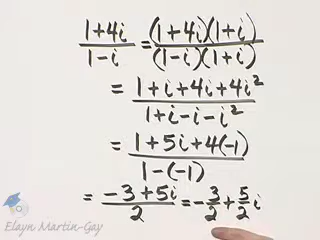 (1+4i)/(1-i) = ((1+4i)(1+i))/((1-i)(1+i))
= (1+i+4i+4i²)/(1+i-i-i²)
= (1+5i+4(-1))/(1-(-1))
= (-3+5i)/2 = -3/2 + 5/2 i
Elayn Martin-Gay